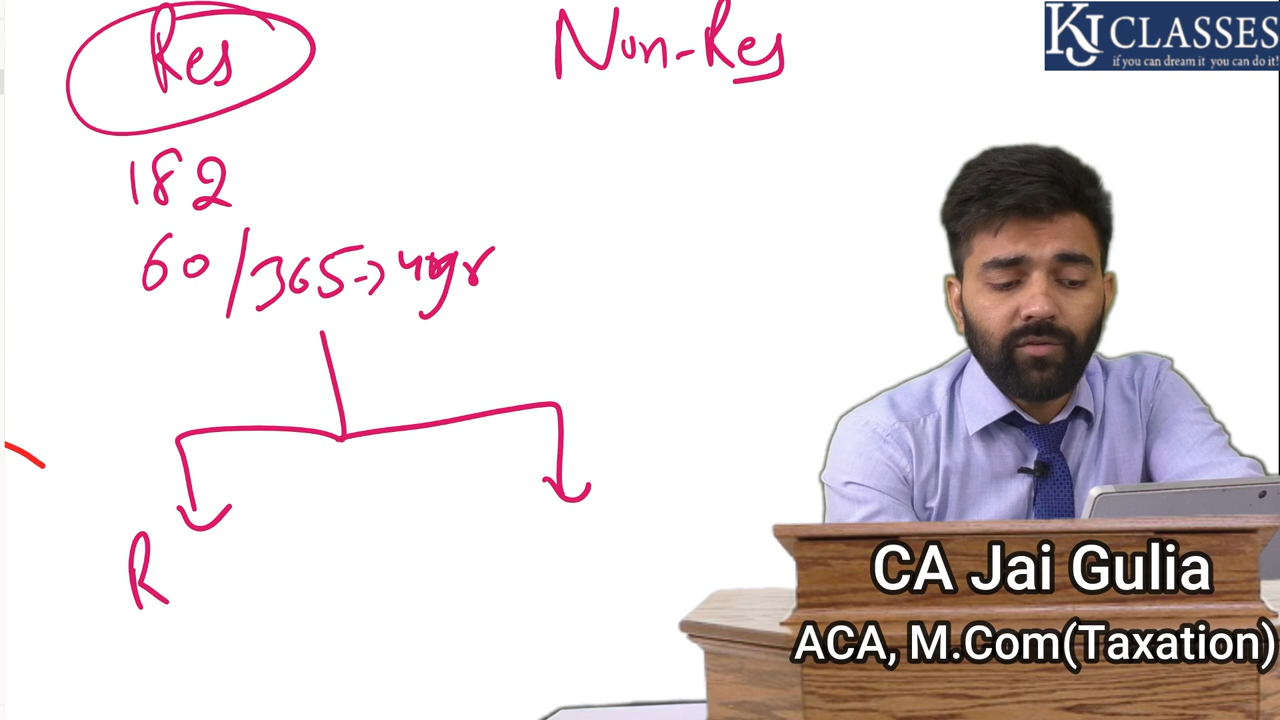 Res Non-Res
KJ CLASSES
if you can dream it you can do it!
182
60/365->4yr
R
CA Jai Gulia
ACA, M.Com(Taxation)